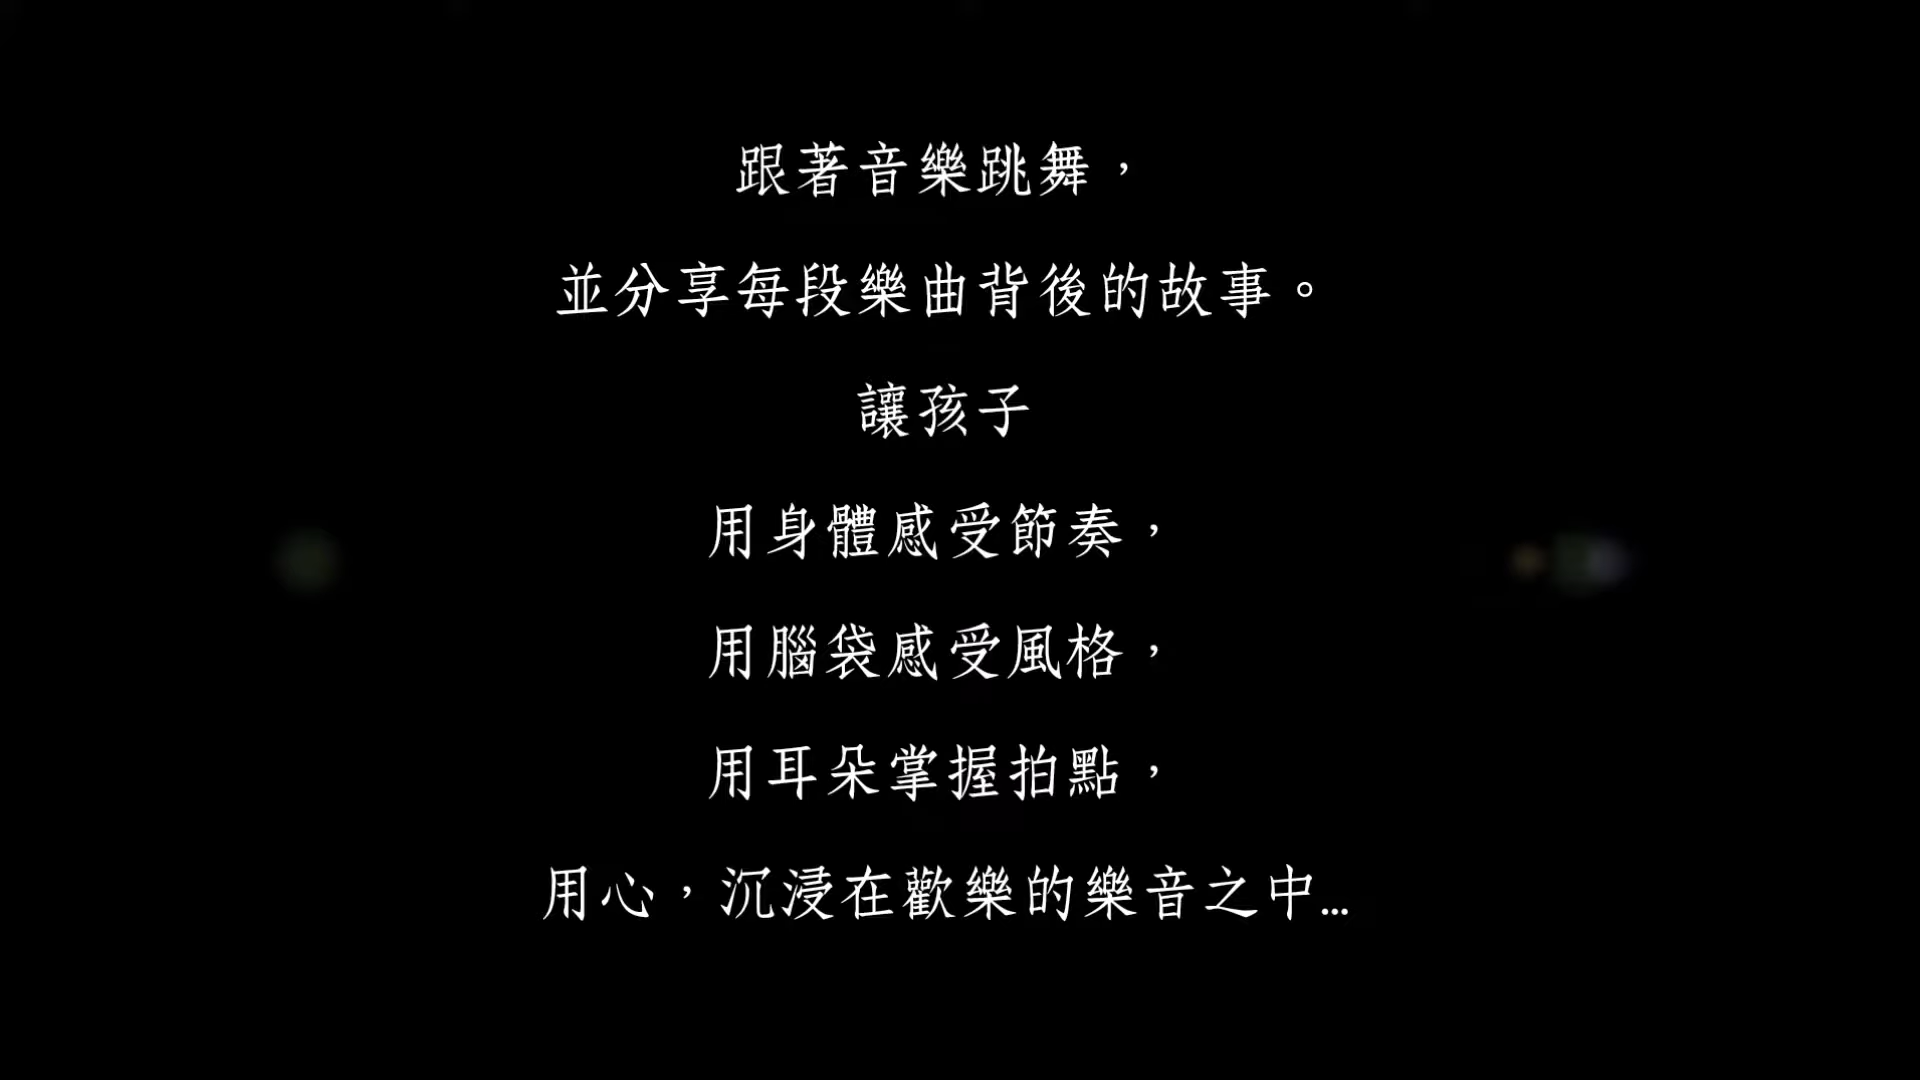 跟著音樂跳舞，
並分享每段樂曲背後的故事。
讓孩子
用身體感受節奏，
用腦袋感受風格，
用耳朵掌握拍點，
用心，沉浸在歡樂的樂音之中...